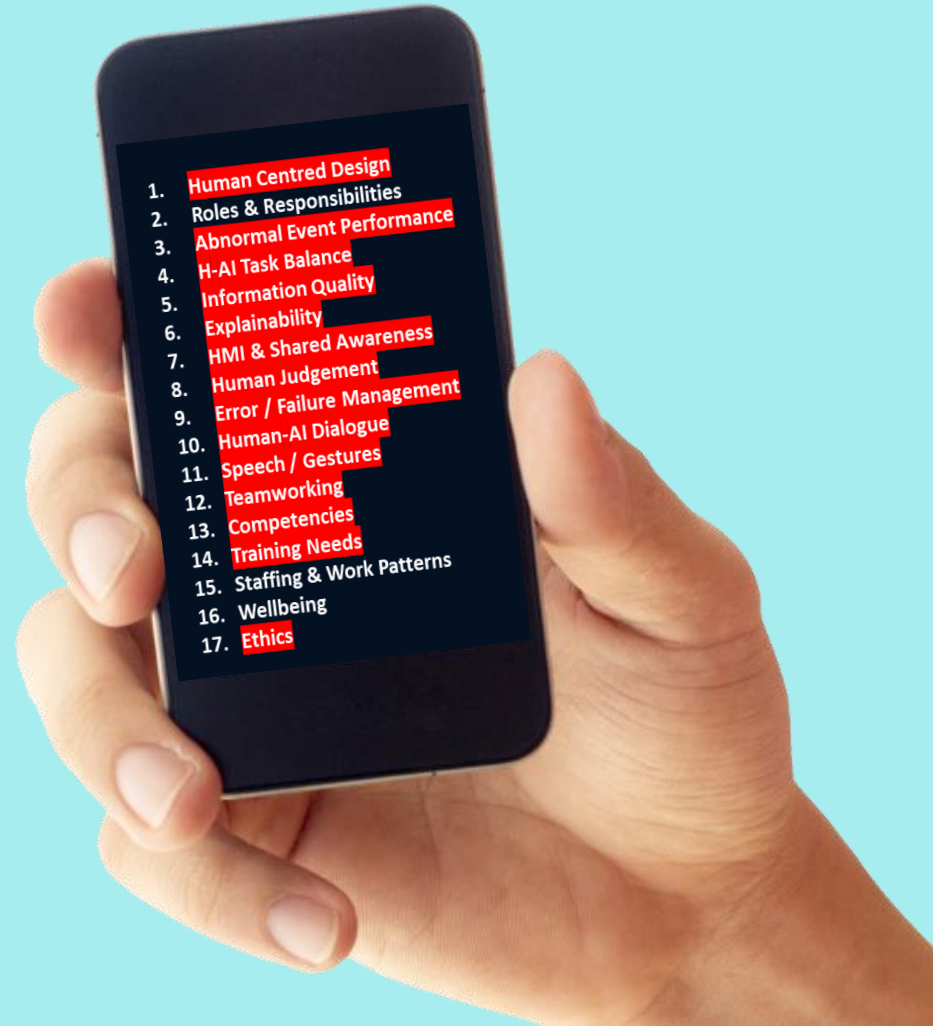 1. Human Centred Design
2. Roles & Responsibilities
3. Abnormal Event Performance
4. H-AI Task Balance
5. Information Quality
6. Explainability
7. HMI & Shared Awareness
8. Human Judgement
9. Error / Failure Management
10. Human-AI Dialogue
11. Speech / Gestures
12. Teamworking
13. Competencies
14. Training Needs
15. Staffing & Work Patterns
16. Wellbeing
17. Ethics